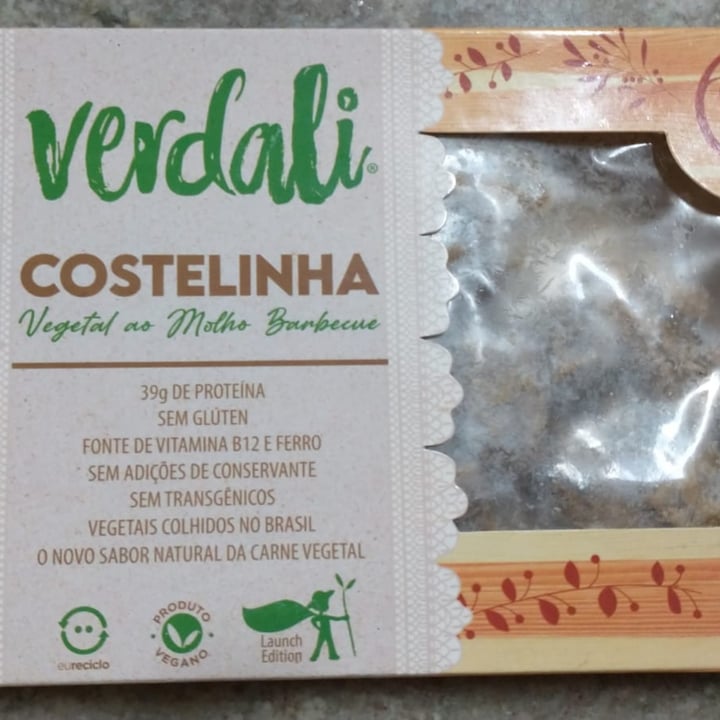 verdali®
COSTELINHA
Vegetal ao Molho Barbecue
39g DE PROTEÍNA
SEM GLÚTEN
FONTE DE VITAMINA B12 E FERRO
SEM ADIÇÕES DE CONSERVANTE
SEM TRANSGÊNICOS
VEGETAIS COLHIDOS NO BRASIL
O NOVO SABOR NATURAL DA CARNE VEGETAL
eureciclo
PRODUTO
VEGANO
Launch
Edition